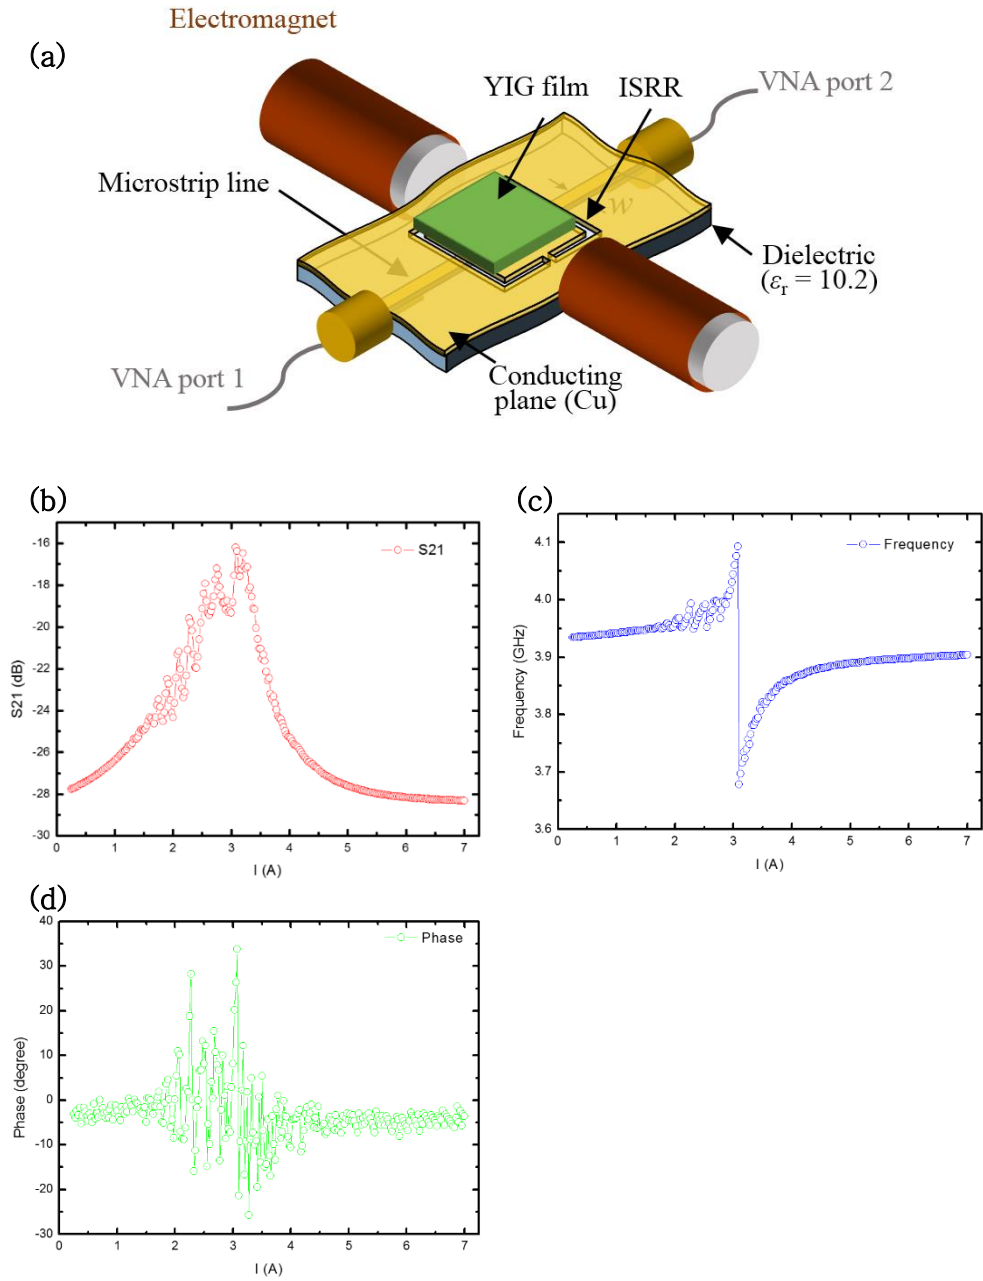 Electromagnet
(a)
YIG film
ISRR
VNA port 2
Microstrip line
w
Dielectric
(εr = 10.2)
VNA port 1
Conducting
plane (Cu)
(b)
S21
-16
-18
-20
-22
-24
-26
-28
-30
S21 (dB)
0 1 2 3 4 5 6 7
I (A)
(c)
Frequency
4.1
4.0
3.9
3.8
3.7
3.6
Frequency (GHz)
0 1 2 3 4 5 6 7
I (A)
(d)
Phase
40
30
20
10
0
-10
-20
-30
Phase (degree)
0 1 2 3 4 5 6 7
I (A)